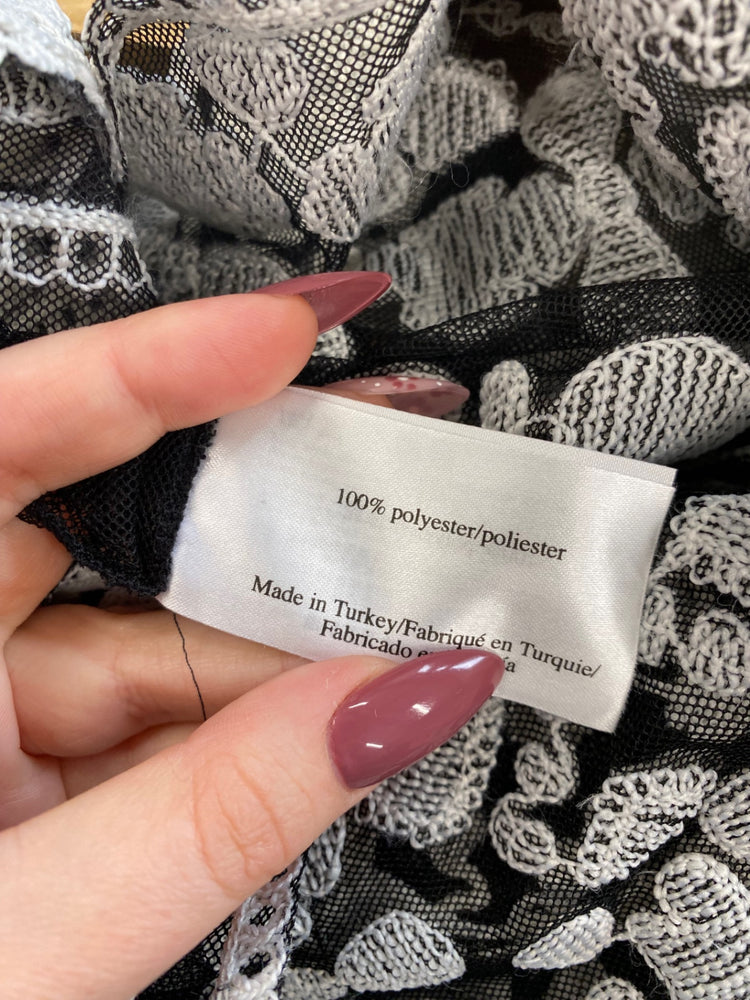 100% polyester/poliester
Made in Turkey/Fabriqué en Turquie/
Fabricado